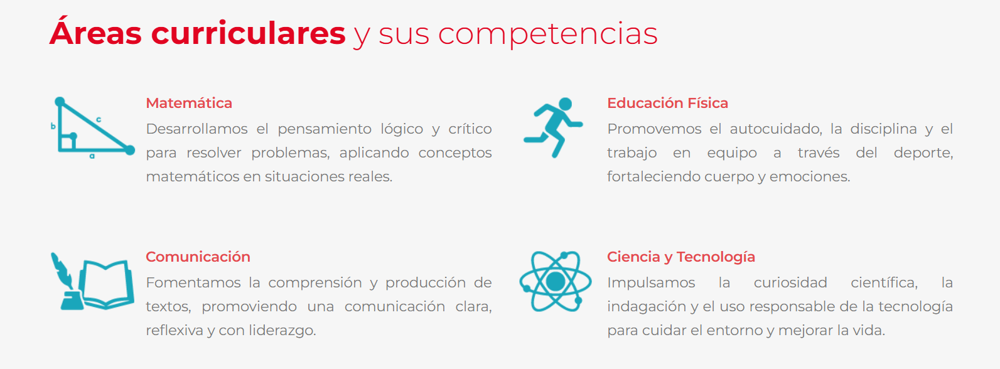 Áreas curriculares y sus competencias
Matemática
Desarrollamos el pensamiento lógico y crítico
para resolver problemas, aplicando conceptos
matemáticos en situaciones reales.
b
c
a
Educación Física
Promovemos el autocuidado, la disciplina y el
trabajo en equipo a través del deporte,
fortaleciendo cuerpo y emociones.
Comunicación
Fomentamos la comprensión y producción de
textos, promoviendo una comunicación clara,
reflexiva y con liderazgo.
Ciencia y Tecnología
Impulsamos la curiosidad científica, la
indagación y el uso responsable de la tecnología
para cuidar el entorno y mejorar la vida.